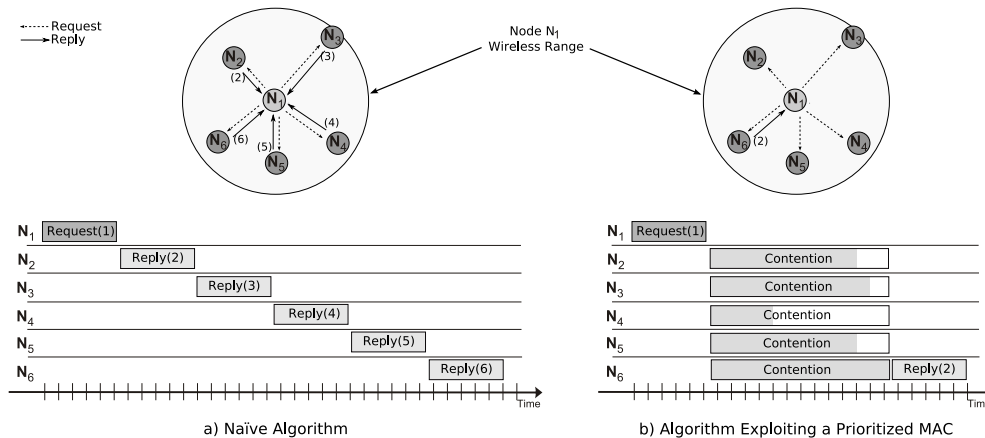 Request
Reply
N3
(3)
N2
(2)
N1
(4)
(6)
(5)
N6
N4
N5
Node N1
Wireless Range
N3
N2
N1
N6
(2)
N4
N5
N1
Request(1)
N2
Reply(2)
N3
Reply(3)
N4
Reply(4)
N5
Reply(5)
N6
Reply(6)
Time
a) Naïve Algorithm
N1
Request(1)
N2
Contention
N3
Contention
N4
Contention
N5
Contention
N6
Contention
Reply(2)
Tim
b) Algorithm Exploiting a Prioritized MAC